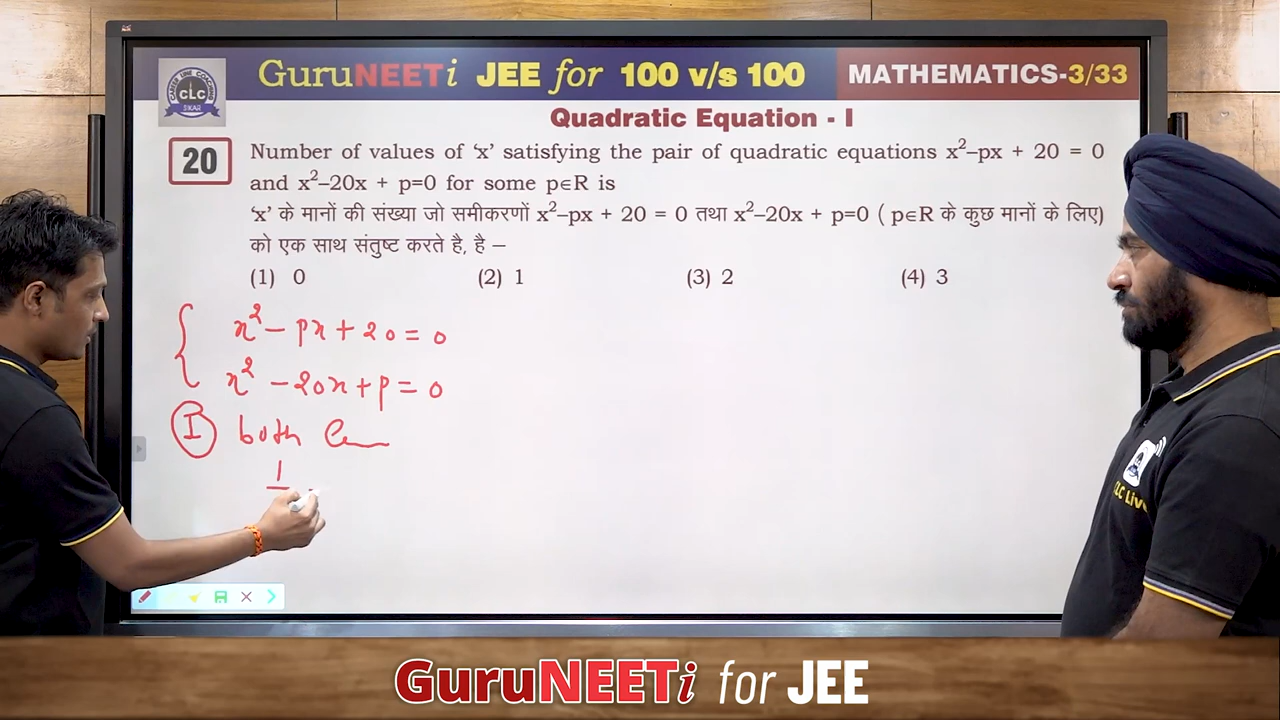 GuruNEETi JEE for 100 v/s 100 MATHEMATICS-3/33
CLC
SIKAR
Quadratic Equation - I
20 Number of values of ‘x’ satisfying the pair of quadratic equations x²–px + 20 = 0
and x²–20x + p=0 for some p∈R is
‘x’ के मानों की संख्या जो समीकरणों x²–px + 20 = 0 तथा x²–20x + p=0 ( p∈R के कुछ मानों के लिए)
को एक साथ संतुष्ट करते है, है –
(1) 0 (2) 1 (3) 2 (4) 3
x² – px + 20 = 0
x² – 20x + p = 0
I both
1
CLC Live
GuruNEETi for JEE